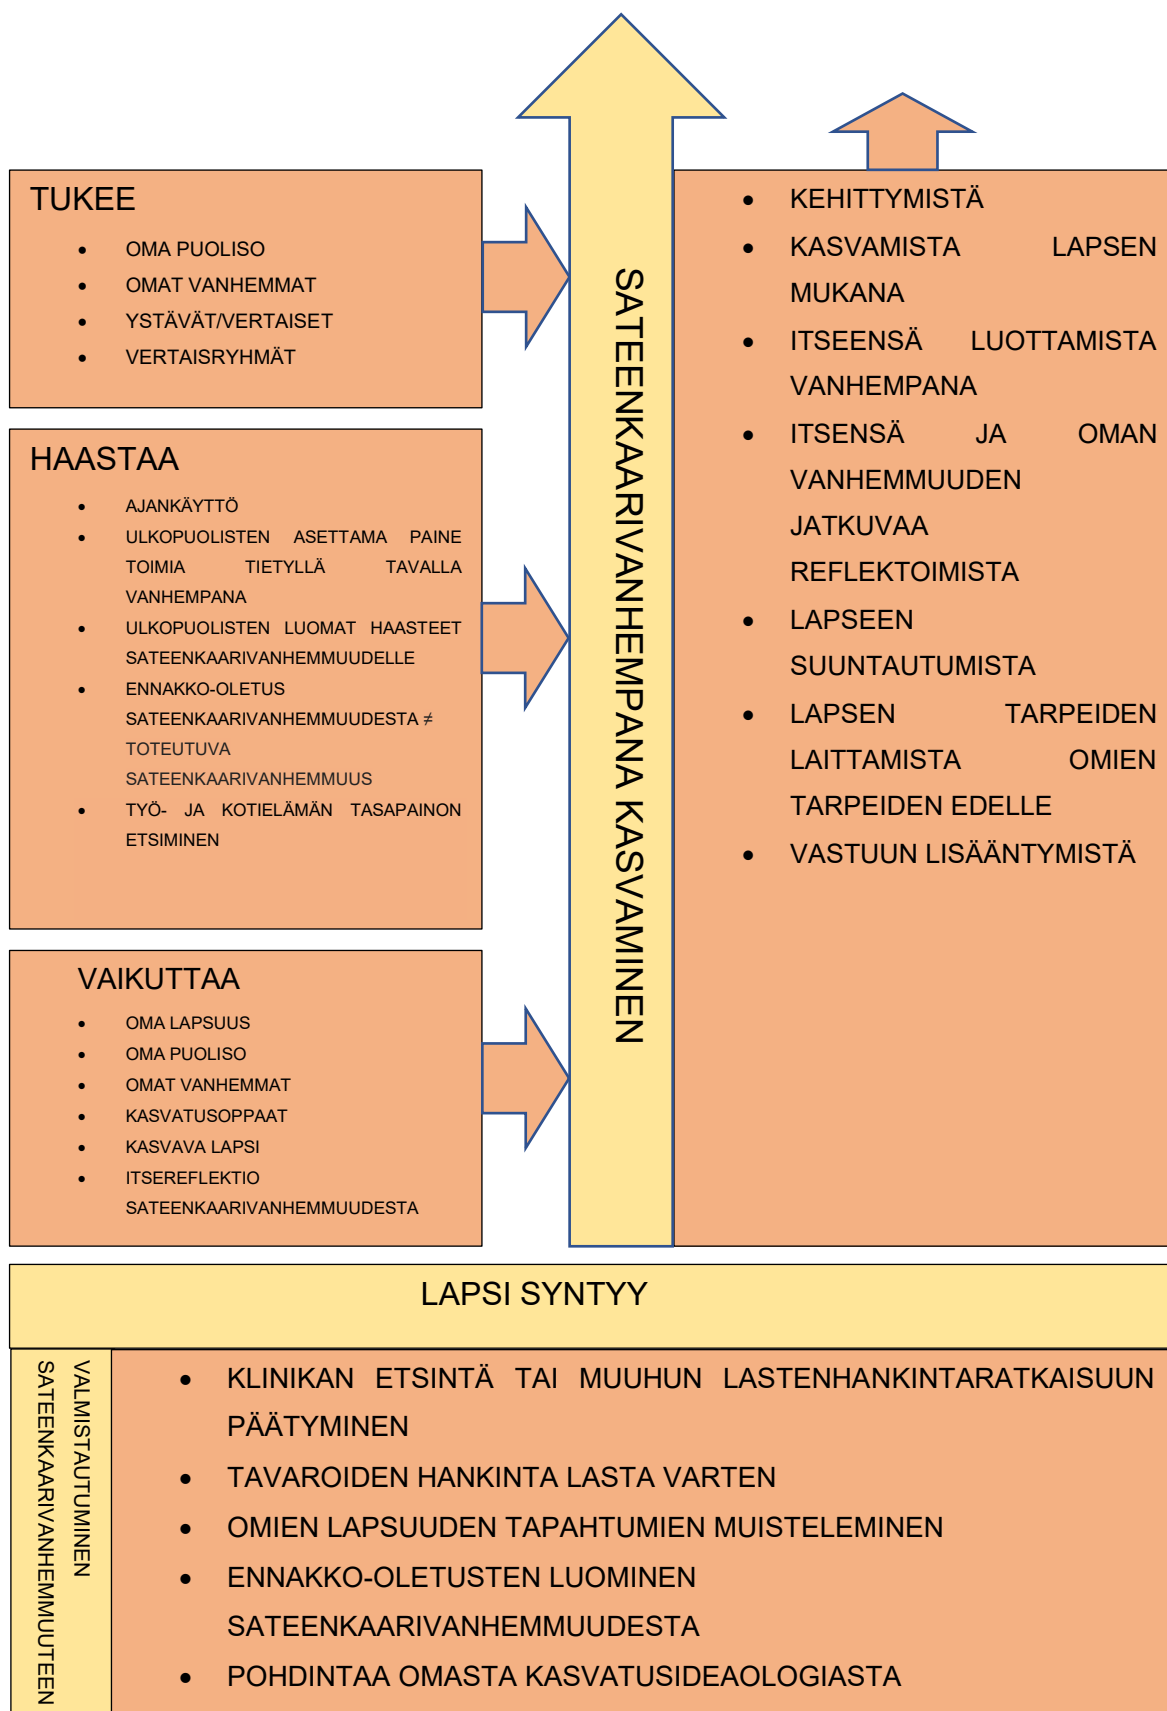 TUKEE
OMA PUOLISO
OMAT VANHEMMAT
YSTÄVÄT/VERTAISET
VERTAISRYHMÄT
HAASTAA
AJANKÄYTTÖ
ULKOPUOLISTEN ASETTAMA PAINE
TOIMIA TIETYLLÄ TAVALLA
VANHEMPANA
ULKOPUOLISTEN LUOMAT HAASTEET
SATEENKAARIVANHEMMUUDELLE
ENNAKKO-OLETUS
SATEENKAARIVANHEMMUUDESTA ≠
TOTEUTUVA
SATEENKAARIVANHEMMUUS
TYÖ- JA KOTIELÄMÄN TASAPAINON
ETSIMINEN
VAIKUTTAA
OMA LAPSUUS
OMA PUOLISO
OMAT VANHEMMAT
KASVATUSOPPAAT
KASVAVA LAPSI
ITSEREFLEKTIO
SATEENKAARIVANHEMMUUDESTA
SATEENKAARIVANHEMPANA KASVAMINEN
KEHITTYMISTÄ
KASVAMISTA LAPSEN
MUKANA
ITSEENSÄ LUOTTAMISTA
VANHEMPANA
ITSENSÄ JA OMAN
VANHEMMUUDEN
JATKUVAA
REFLEKTOIMISTA
LAPSEEN
SUUNTAUTUMISTA
LAPSEN TARPEIDEN
LAITTAMISTA OMIEN
TARPEIDEN EDELLE
VASTUUN LISÄÄNTYMISTÄ
LAPSI SYNTYY
VALMISTAUTUMINEN
SATEENKAARIVANHEMMUUTEEN
KLINIKAN ETSINTÄ TAI MUUHUN LASTENHANKINTARATKAISUUN
PÄÄTYMINEN
TAVAROIDEN HANKINTA LASTA VARTEN
OMIEN LAPSUUDEN TAPAHTUMIEN MUISTELEMINEN
ENNAKKO-OLETUSTEN LUOMINEN
SATEENKAARIVANHEMMUUDESTA
POHDINTAA OMASTA KASVATUSIDEAOLOGIASTA